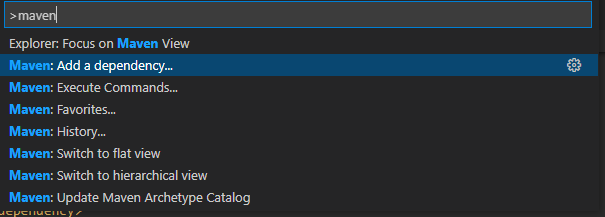 >maven
Explorer: Focus on Maven View
Maven: Add a dependency...
Maven: Execute Commands...
Maven: Favorites...
Maven: History...
Maven: Switch to flat view
Maven: Switch to hierarchical view
Maven: Update Maven Archetype Catalog
dependency>